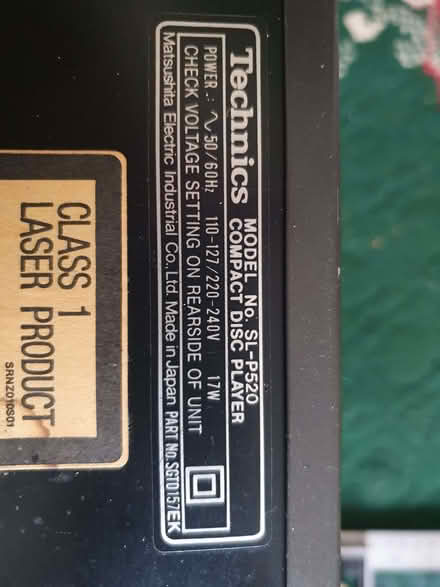 Technics MODEL No. SL-P520
COMPACT DISC PLAYER
POWER: ∿ 50/60Hz 110-127/220-240V 17W
CHECK VOLTAGE SETTING ON REARSIDE OF UNIT
Matsushita Electric Industrial Co., Ltd. Made in Japan PART No. SGT0157EK
CLASS 1
LASER PRODUCT
SRNZ010S01